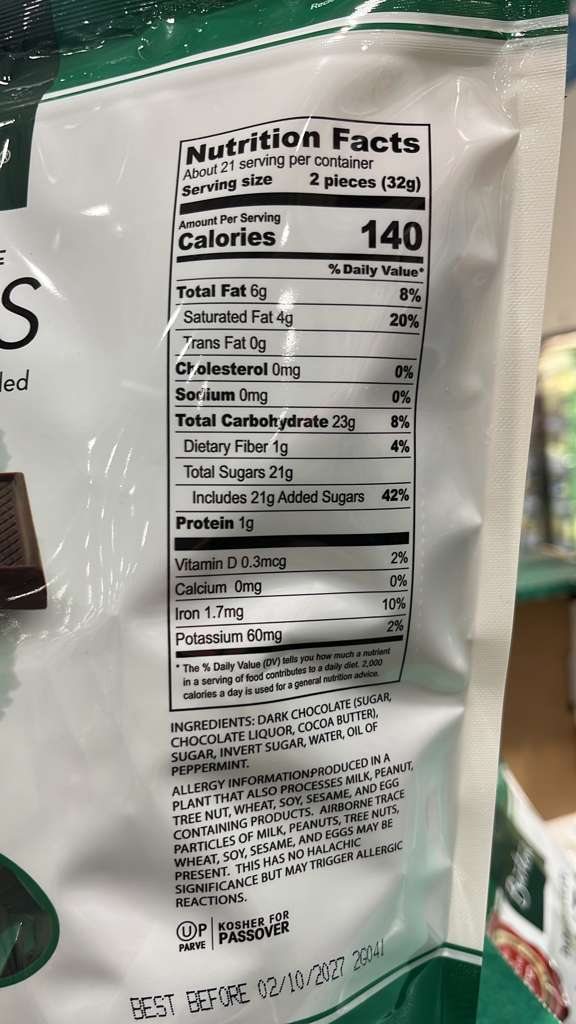 E
S
led
Nutrition Facts
About 21 serving per container
Serving size 2 pieces (32g)
Amount Per Serving
Calories 140
% Daily Value*
Total Fat 6g 8%
Saturated Fat 4g 20%
Trans Fat 0g
Cholesterol 0mg 0%
Sodium 0mg 0%
Total Carbohydrate 23g 8%
Dietary Fiber 1g 4%
Total Sugars 21g
Includes 21g Added Sugars 42%
Protein 1g
Vitamin D 0.3mcg 2%
Calcium 0mg 0%
Iron 1.7mg 10%
Potassium 60mg 2%
* The % Daily Value (DV) tells you how much a nutrient
in a serving of food contributes to a daily diet. 2,000
calories a day is used for a general nutrition advice.
INGREDIENTS: DARK CHOCOLATE (SUGAR,
CHOCOLATE LIQUOR, COCOA BUTTER),
SUGAR, INVERT SUGAR, WATER, OIL OF
PEPPERMINT.
ALLERGY INFORMATION:PRODUCED IN A
PLANT THAT ALSO PROCESSES MILK, PEANUT,
TREE NUT, WHEAT, SOY, SESAME, AND EGG
CONTAINING PRODUCTS. AIRBORNE TRACE
PARTICLES OF MILK, PEANUTS, TREE NUTS,
WHEAT, SOY, SESAME, AND EGGS MAY BE
PRESENT. THIS HAS NO HALACHIC
SIGNIFICANCE BUT MAY TRIGGER ALLERGIC
REACTIONS.
UP KOSHER FOR
PARVE PASSOVER
BEST BEFORE 02/10/2027 26041